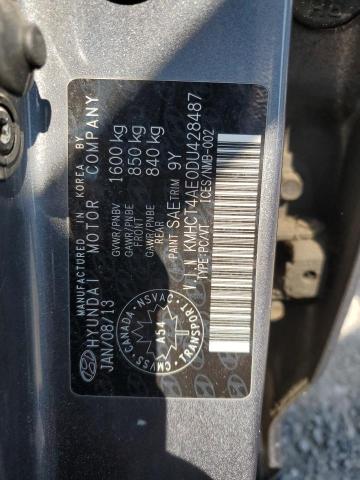 MANUFACTURED IN KOREA BY
HYUNDAI MOTOR COMPANY
JAN/08/13
GVWR/PNBV 1600 kg
GAWR/PNBE FRONT 850 kg
GAWR/PNBE REAR 840 kg
PAINT SAE TRIM 9Y
V.I.N KMHCT4AE0DU428487
TYPE:PC/VT
ICES/NMB-002
CANADA NSVAC TRANSPORT CMVSS
A54